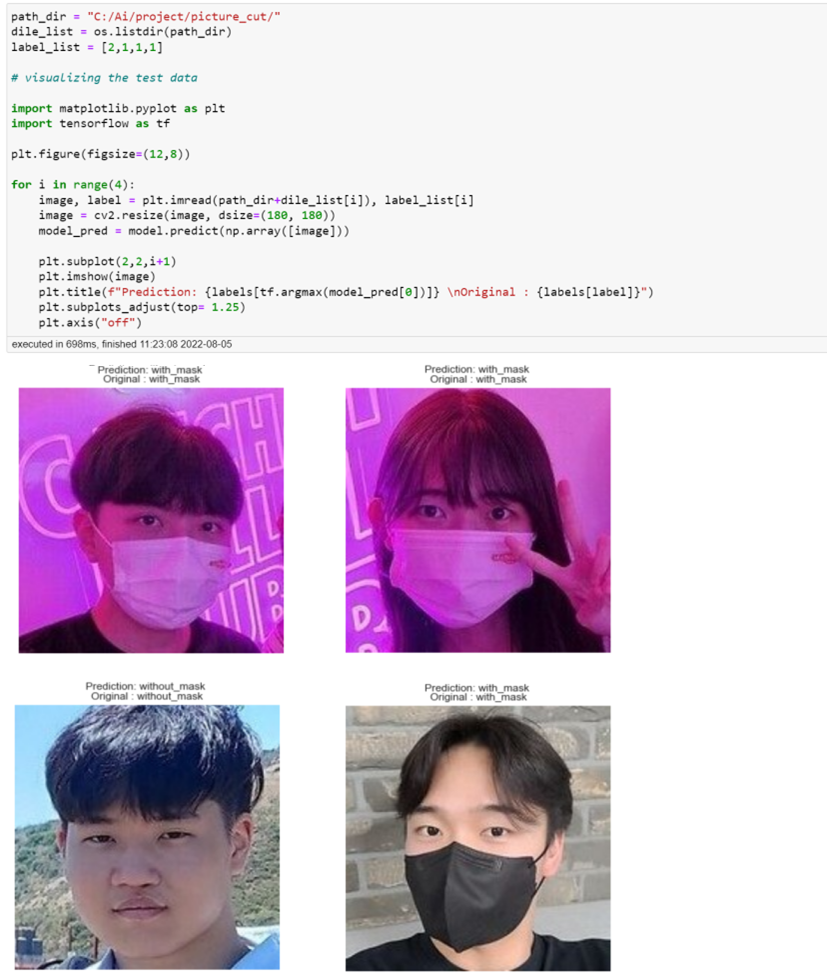 path_dir = "C:/Ai/project/picture_cut/"
dile_list = os.listdir(path_dir)
label_list = [2,1,1,1]
# visualizing the test data
import matplotlib.pyplot as plt
import tensorflow as tf
plt.figure(figsize=(12,8))
for i in range(4):
    image, label = plt.imread(path_dir+dile_list[i]), label_list[i]
    image = cv2.resize(image, dsize=(180, 180))
    model_pred = model.predict(np.array([image]))
    plt.subplot(2,2,i+1)
    plt.imshow(image)
    plt.title(f"Prediction: {labels[tf.argmax(model_pred[0])]} \nOriginal : {labels[label]}")
    plt.subplots_adjust(top= 1.25)
    plt.axis("off")
executed in 698ms, finished 11:23:08 2022-08-05
Prediction: with_mask
Original : with_mask
Prediction: with_mask
Original : with_mask
Prediction: without_mask
Original : without_mask
Prediction: with_mask
Original : with_mask